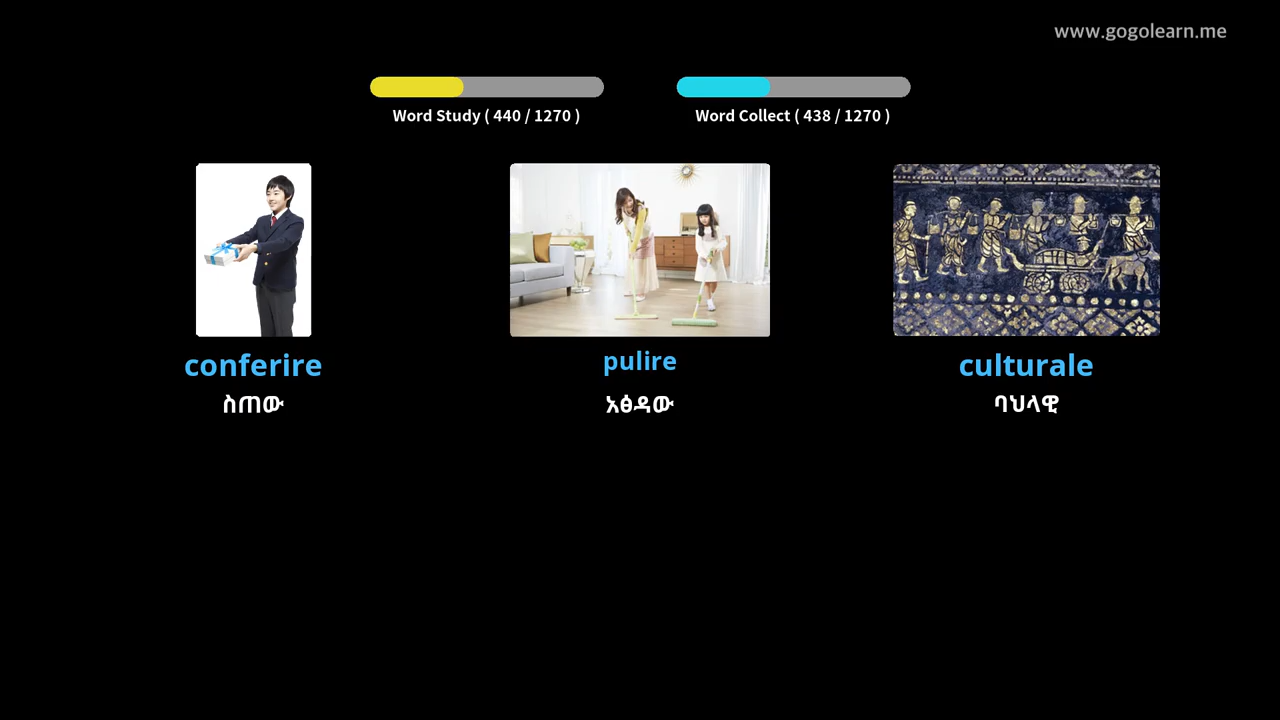 www.gogolearn.me
Word Study ( 440 / 1270 )
Word Collect ( 438 / 1270 )
conferire
ስጠው
pulire
አፅዳው
culturale
ባህላዊ